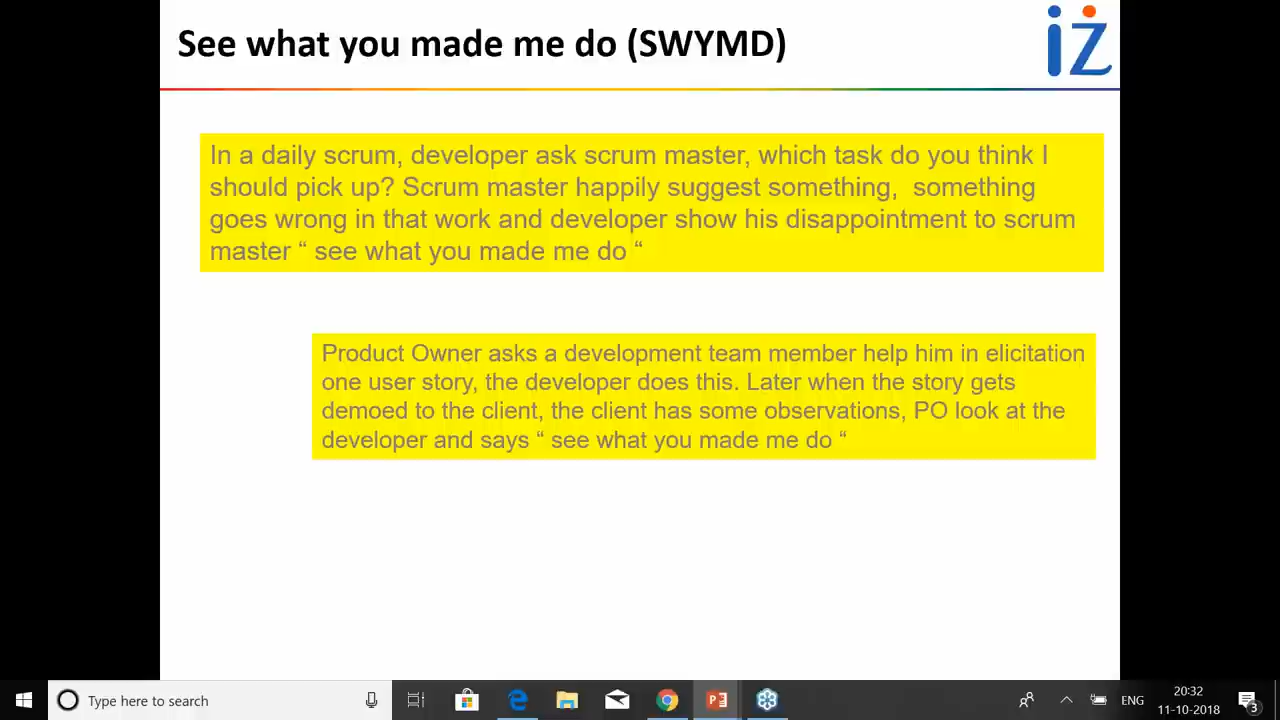 See what you made me do (SWYMD)
iz
In a daily scrum, developer ask scrum master, which task do you think I
should pick up? Scrum master happily suggest something,  something
goes wrong in that work and developer show his disappointment to scrum
master “ see what you made me do “
Product Owner asks a development team member help him in elicitation
one user story, the developer does this. Later when the story gets
demoed to the client, the client has some observations, PO look at the
developer and says “ see what you made me do “
Type here to search
ENG
20:32
11-10-2018
3